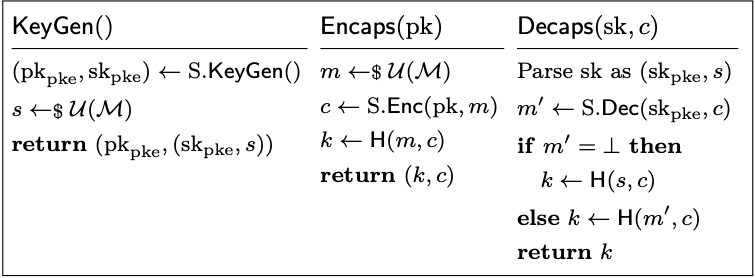 KeyGen()
(pk_pke, sk_pke) ← S.KeyGen()
s ←$ 𝒰(ℳ)
return (pk_pke, (sk_pke, s))
Encaps(pk)
m ←$ 𝒰(ℳ)
c ← S.Enc(pk, m)
k ← H(m, c)
return (k, c)
Decaps(sk, c)
Parse sk as (sk_pke, s)
m′ ← S.Dec(sk_pke, c)
if m′ = ⊥ then
k ← H(s, c)
else k ← H(m′, c)
return k